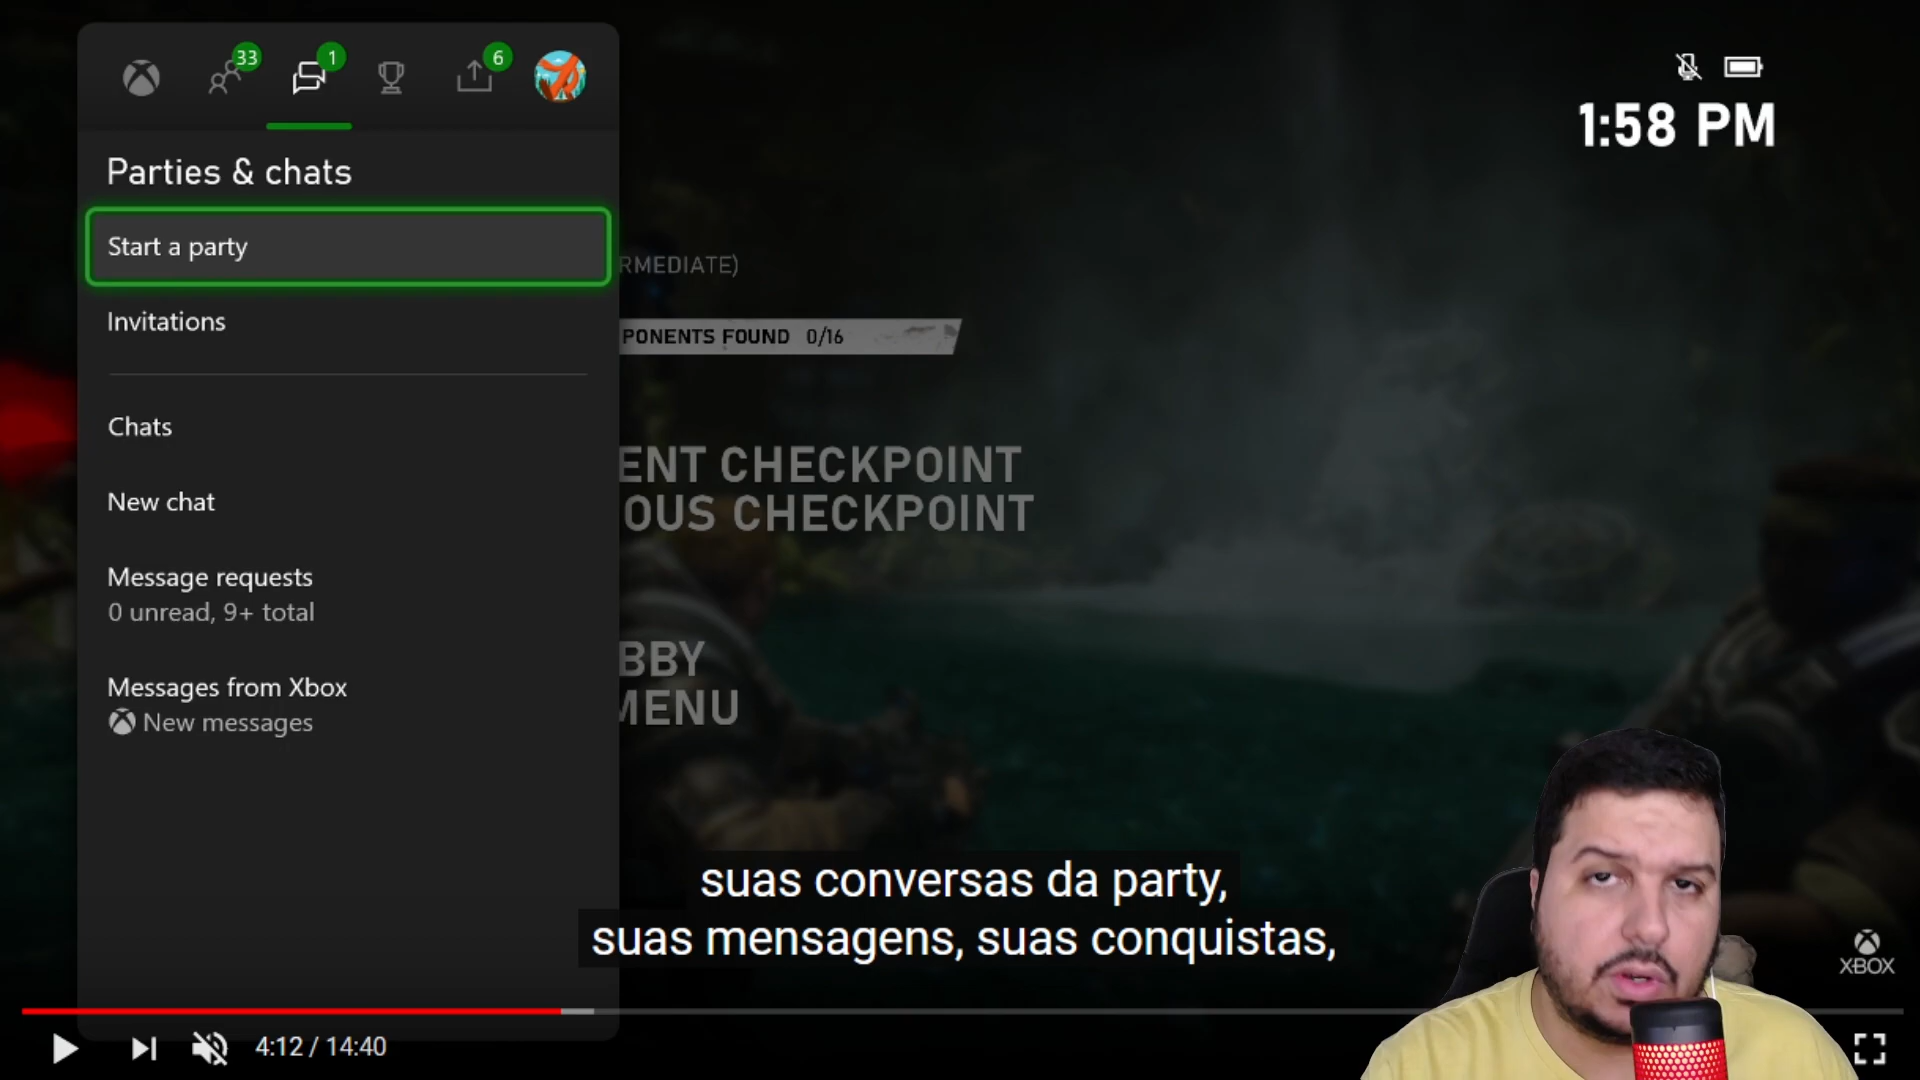 33
1
6
1:58 PM
Parties & chats
Start a party
Invitations
Chats
New chat
Message requests
0 unread, 9+ total
Messages from Xbox
New messages
RMEDIATE)
PONENTS FOUND 0/16
ENT CHECKPOINT
OUS CHECKPOINT
BBY
MENU
suas conversas da party,
suas mensagens, suas conquistas,
XBOX
4:12 / 14:40